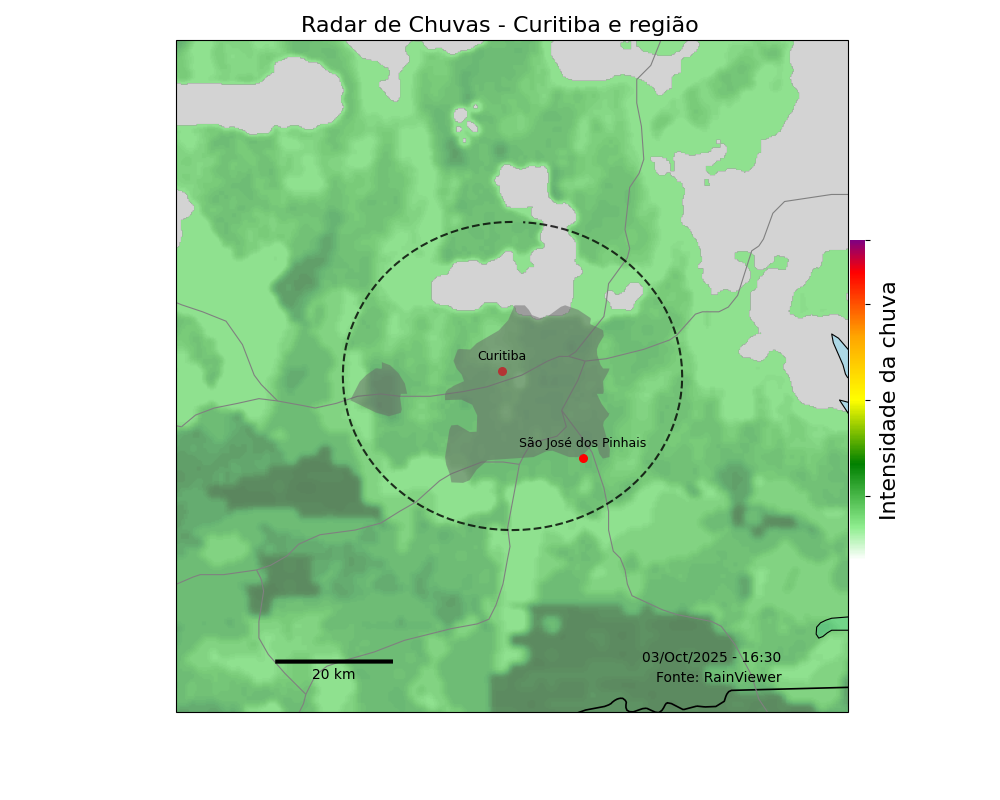 Radar de Chuvas - Curitiba e região
Curitiba
São José dos Pinhais
Intensidade da chuva
03/Oct/2025 - 16:30
Fonte: RainViewer
20 km